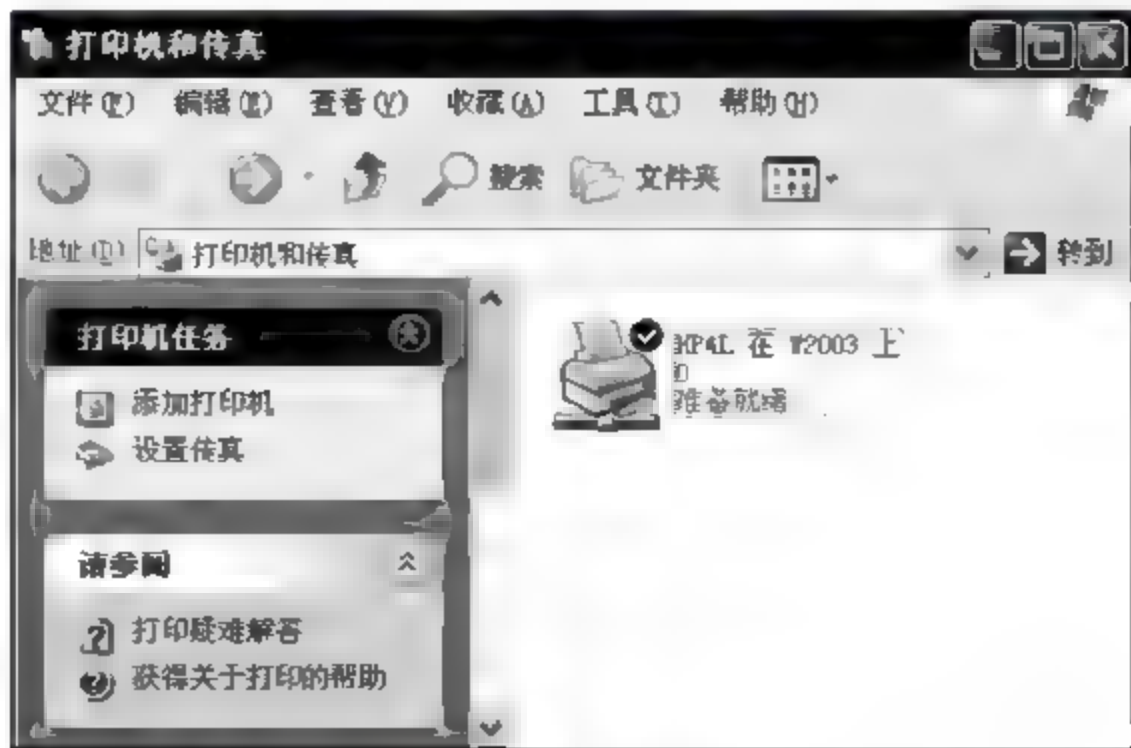 打印机和传真
文件(F) 编辑(E) 查看(V) 收藏(A) 工具(T) 帮助(H)
搜索 文件夹
地址(D) 打印机和传真 转到
打印机任务
添加打印机
设置传真
请参阅
打印疑难解答
获得关于打印的帮助
HP4L 在 W2003 上
0
准备就绪